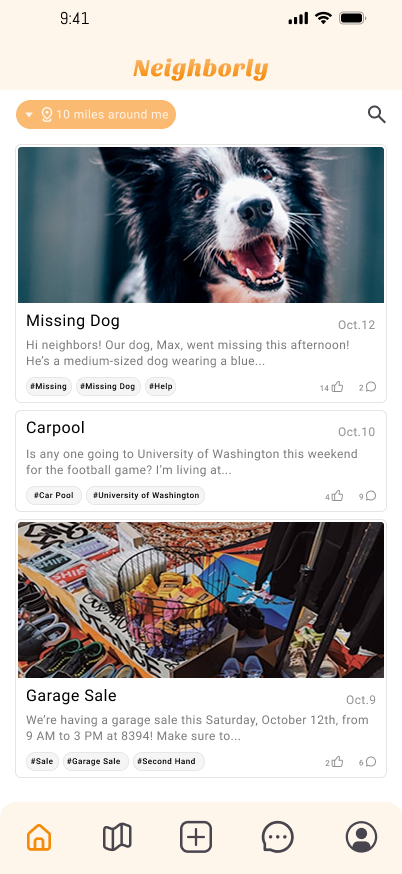 9:41
Neighborly
10 miles around me
Missing Dog
Oct.12
Hi neighbors! Our dog, Max, went missing this afternoon!
He's a medium-sized dog wearing a blue...
#Missing #Missing Dog #Help
14 2
Carpool
Oct.10
Is any one going to University of Washington this weekend
for the football game? I'm living at...
#Car Pool #University of Washington
4 9
Garage Sale
Oct.9
We're having a garage sale this Saturday, October 12th, from
9 AM to 3 PM at 8394! Make sure to...
#Sale #Garage Sale #Second Hand
2 6